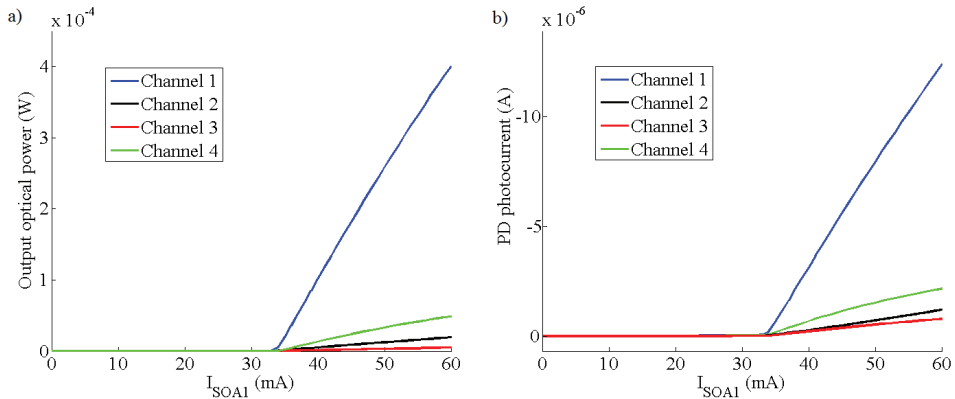 a)
x 10-4
Output optical power (W)
4
3
2
1
0
Channel 1
Channel 2
Channel 3
Channel 4
0 10 20 30 40 50 60
ISOA1 (mA)
b)
x 10-6
PD photocurrent (A)
-10
-5
0
Channel 1
Channel 2
Channel 3
Channel 4
0 10 20 30 40 50 60
ISOA1 (mA)